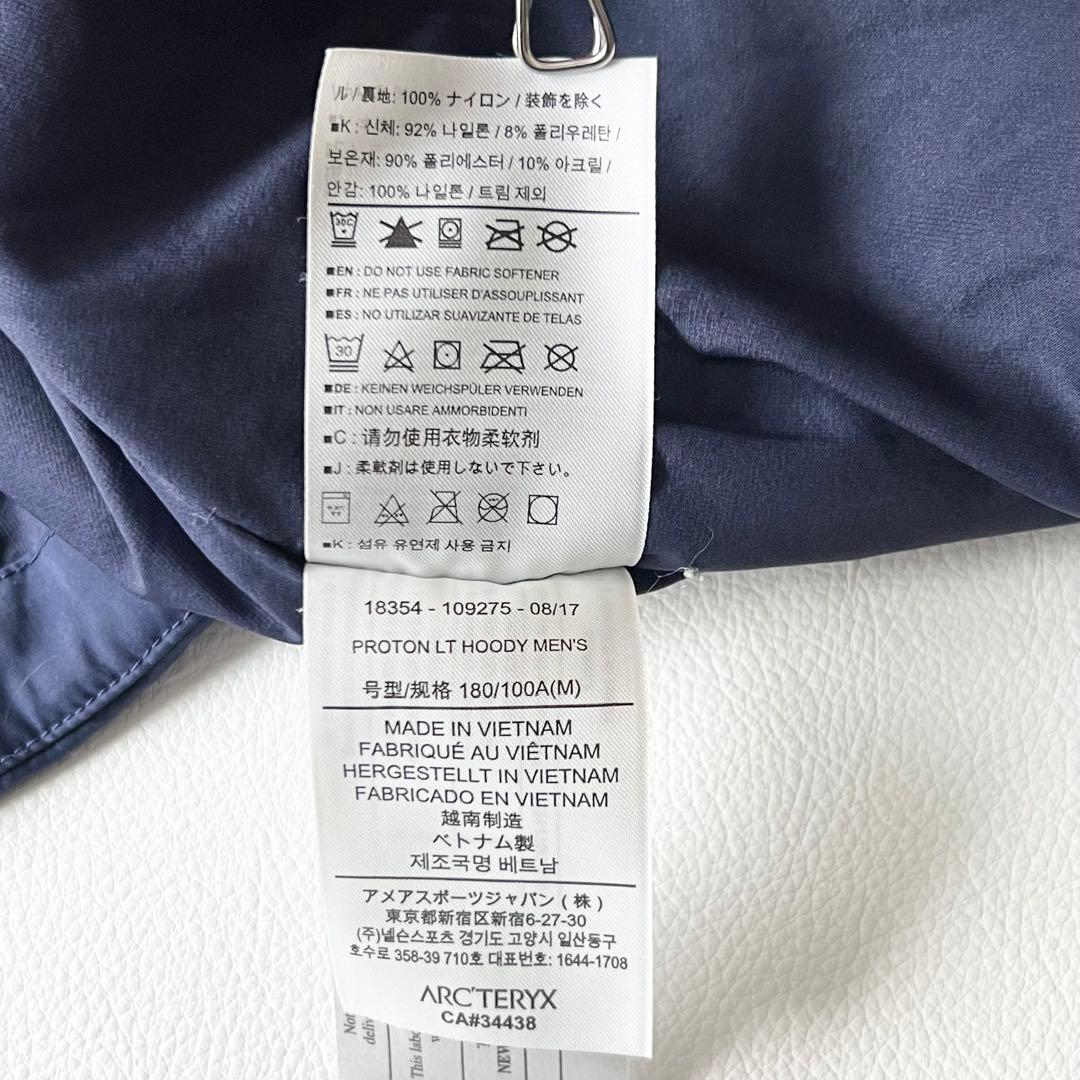 ル / 裏地: 100% ナイロン / 装飾を除く
■K : 신체: 92% 나일론 / 8% 폴리우레탄 /
보온재: 90% 폴리에스터 / 10% 아크릴 /
안감: 100% 나일론 / 트림 제외
30C
■EN : DO NOT USE FABRIC SOFTENER
■FR : NE PAS UTILISER D'ASSOUPLISSANT
■ES : NO UTILIZAR SUAVIZANTE DE TELAS
30
■DE : KEINEN WEICHSPÜLER VERWENDEN
■IT : NON USARE AMMORBIDENTI
■C : 请勿使用衣物柔软剂
■J : 柔軟剤は使用しないで下さい。
■K : 섬유 유연제 사용 금지
18354 - 109275 - 08/17
PROTON LT HOODY MEN'S
号型/规格 180/100A(M)
MADE IN VIETNAM
FABRIQUÉ AU VIÊTNAM
HERGESTELLT IN VIETNAM
FABRICADO EN VIETNAM
越南制造
ベトナム製
제조국명 베트남
アメアスポーツジャパン ( 株 )
東京都新宿区新宿6-27-30
(주)넬슨스포츠 경기도 고양시 일산동구
호수로 358-39 710호 대표번호: 1644-1708
ARC'TERYX
CA#34438
Not
deliv
This labe
NEW